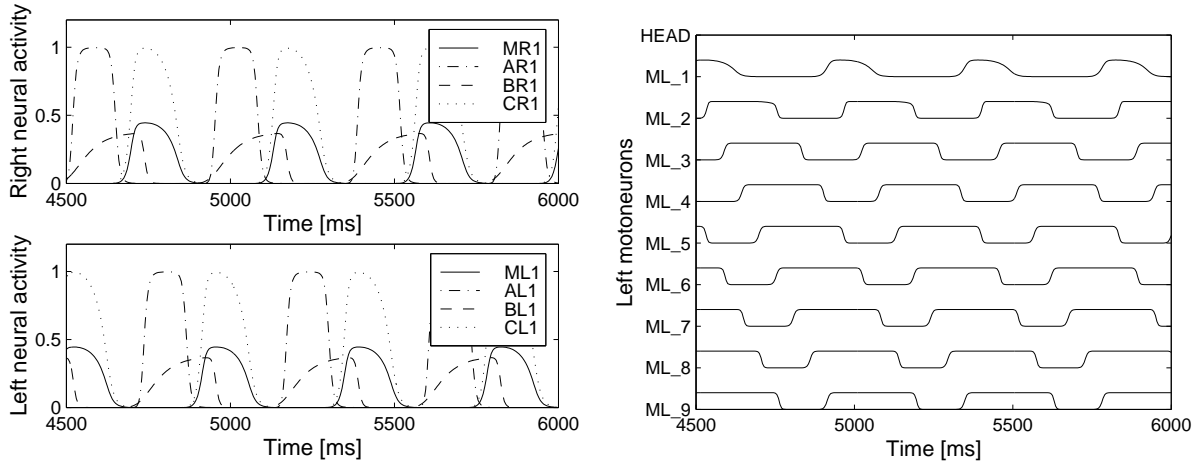 Right neural activity
1
0.5
0
MR1
AR1
BR1
CR1
4500 5000 5500 6000
Time [ms]
Left neural activity
1
0.5
0
ML1
AL1
BL1
CL1
4500 5000 5500 6000
Time [ms]
Left motoneurons
HEAD
ML_1
ML_2
ML_3
ML_4
ML_5
ML_6
ML_7
ML_8
ML_9
4500 5000 5500 6000
Time [ms]